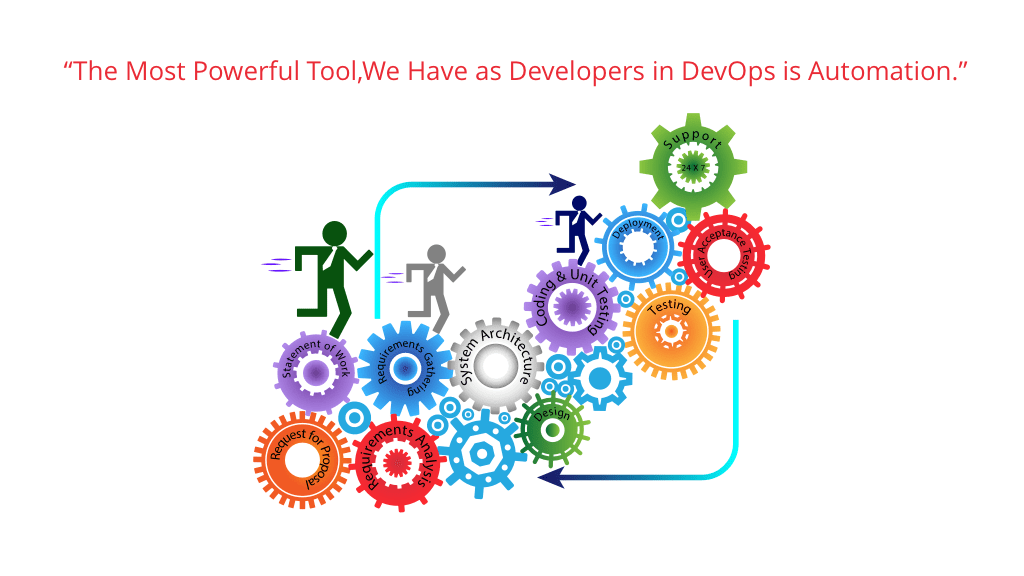 “The Most Powerful Tool,We Have as Developers in DevOps is Automation.”
Support
24 X 7
Deployment
User Acceptance Testing
Coding & Unit Testing
Testing
Statement of Work
Requirements Gathering
System Architecture
Design
Request for Proposal
Requirements Analysis